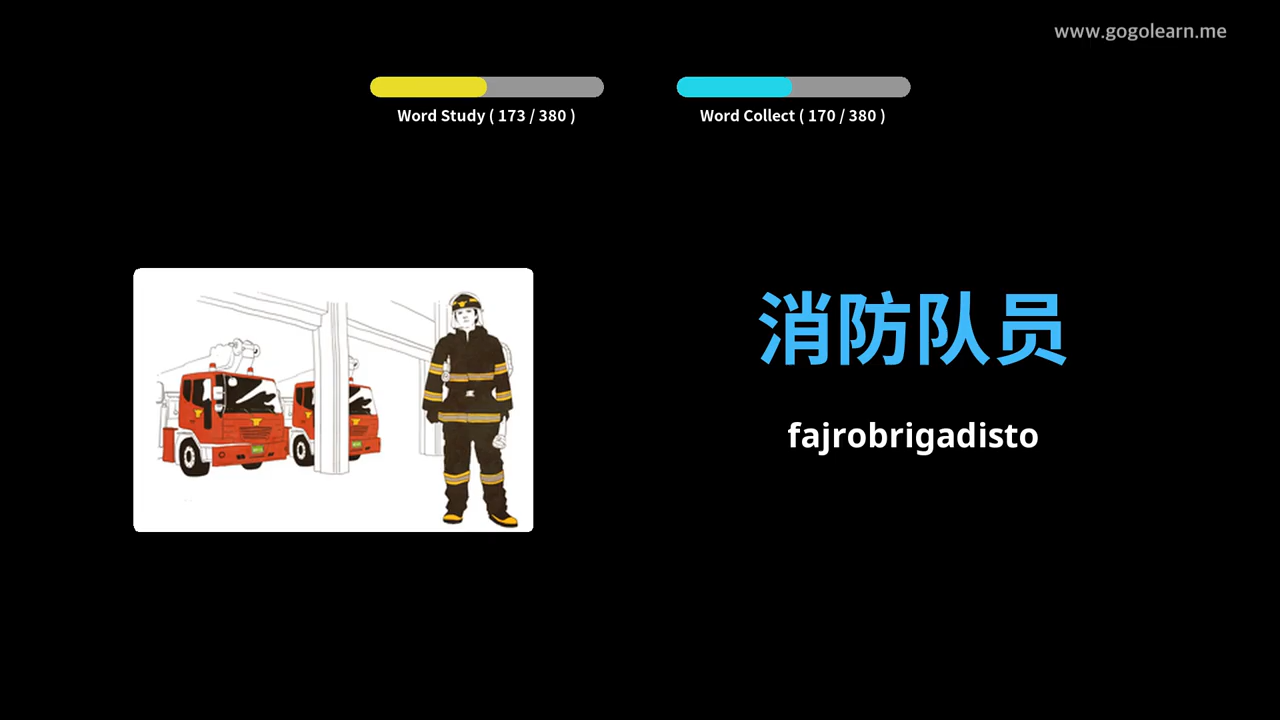 www.gogolearn.me
Word Study ( 173 / 380 )
Word Collect ( 170 / 380 )
消防队员
fajrobrigadisto